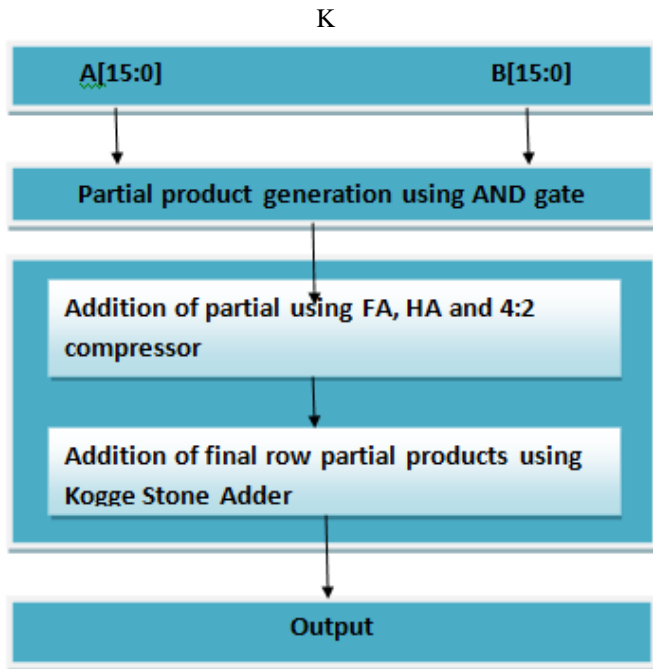 K
A[15:0] B[15:0]
Partial product generation using AND gate
Addition of partial using FA, HA and 4:2
compressor
Addition of final row partial products using
Kogge Stone Adder
Output